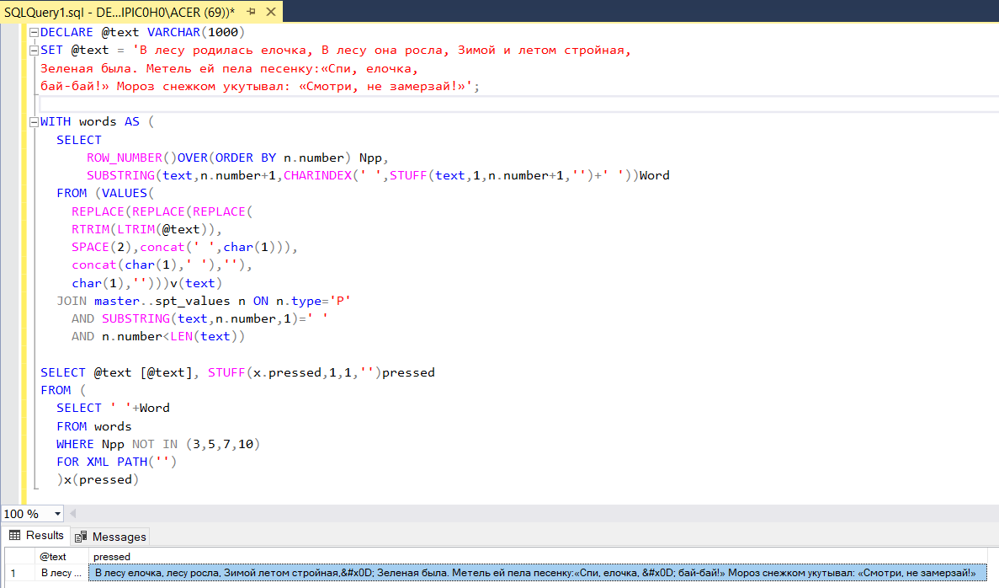 SQLQuery1.sql - DE...IPIC0H0\ACER (69))*
DECLARE @text VARCHAR(1000)
SET @text = 'В лесу родилась елочка, В лесу она росла, Зимой и летом стройная,
Зеленая была. Метель ей пела песенку:«Спи, елочка,
бай-бай!» Мороз снежком укутывал: «Смотри, не замерзай!»';
WITH words AS (
SELECT
ROW_NUMBER()OVER(ORDER BY n.number) Npp,
SUBSTRING(text,n.number+1,CHARINDEX(' ',STUFF(text,1,n.number+1,'')+' '))Word
FROM (VALUES(
REPLACE(REPLACE(REPLACE(
RTRIM(LTRIM(@text)),
SPACE(2),concat(' ',char(1))),
concat(char(1),' '),''),
char(1),'')))v(text)
JOIN master..spt_values n ON n.type='P'
AND SUBSTRING(text,n.number,1)=' '
AND n.number<LEN(text))
SELECT @text [@text], STUFF(x.pressed,1,1,'')pressed
FROM (
SELECT ' '+Word
FROM words
WHERE Npp NOT IN (3,5,7,10)
FOR XML PATH('')
)x(pressed)
100 %
Results Messages
@text pressed
1 В лесу ... В лесу елочка, лесу росла, Зимой летом стройная,&#x0D; Зеленая была. Метель ей пела песенку:«Спи, елочка, &#x0D; бай-бай!» Мороз снежком укутывал: «Смотри, не замерзай!»